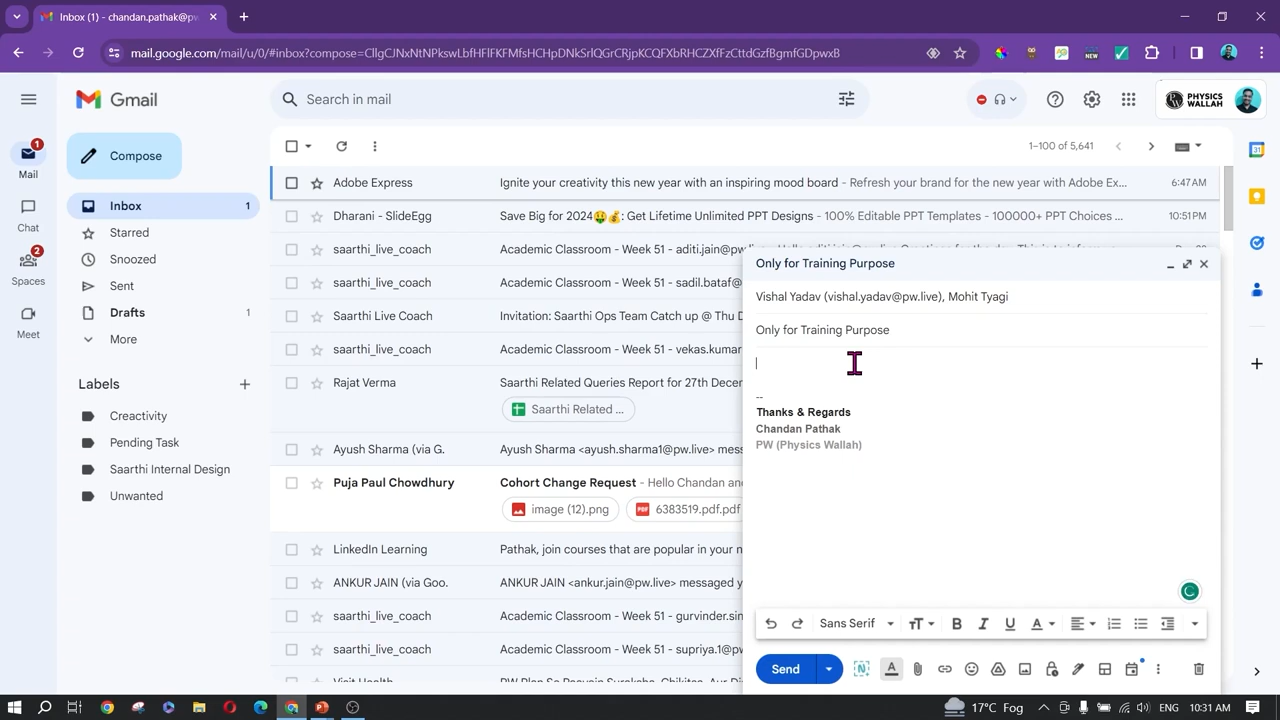 Inbox (1) - chandan.pathak@pw
mail.google.com/mail/u/0/#inbox?compose=CllgCJNxNtNPkswLbfHFlFKFMfsHCHpDNkSrlQGrCRjpKCQFXbRHCZXfFzCttdGzfBgmfGDpwxB
NEW
Gmail
Search in mail
PHYSICS
WALLAH
1
Mail
Compose
1–100 of 5,641
Inbox 1
Adobe Express Ignite your creativity this new year with an inspiring mood board - Refresh your brand for the new year with Adobe Ex... 6:47 AM
Chat
Starred
Dharani - SlideEgg Save Big for 2024🤑💰: Get Lifetime Unlimited PPT Designs - 100% Editable PPT Templates - 100000+ PPT Choices ... 10:51 PM
2
Spaces
Snoozed
saarthi_live_coach Academic Classroom - Week 51 - aditi.jain@pw.live
Sent
saarthi_live_coach Academic Classroom - Week 51 - sadil.bataf@
Meet
Drafts 1
Saarthi Live Coach Invitation: Saarthi Ops Team Catch up @ Thu D
More
saarthi_live_coach Academic Classroom - Week 51 - vekas.kumar
Labels
Rajat Verma Saarthi Related Queries Report for 27th Decer
Saarthi Related ...
Creactivity
Pending Task
Ayush Sharma (via G. Ayush Sharma <ayush.sharma1@pw.live> mess
Saarthi Internal Design
Puja Paul Chowdhury Cohort Change Request - Hello Chandan and
Unwanted
image (12).png 6383519.pdf.pdf
LinkedIn Learning Pathak, join courses that are popular in your n
ANKUR JAIN (via Goo. ANKUR JAIN <ankur.jain@pw.live> messaged y
saarthi_live_coach Academic Classroom - Week 51 - gurvinder.sin
saarthi_live_coach Academic Classroom - Week 51 - supriya.1@pw
Only for Training Purpose
Vishal Yadav (vishal.yadav@pw.live), Mohit Tyagi
Only for Training Purpose
--
Thanks & Regards
Chandan Pathak
PW (Physics Wallah)
Sans Serif
Send
17°C Fog
ENG
10:31 AM